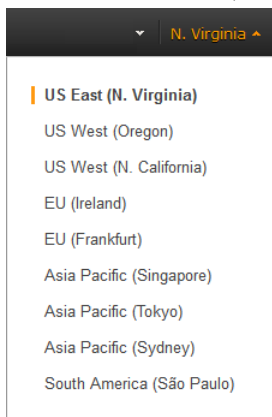 N. Virginia
US East (N. Virginia)
US West (Oregon)
US West (N. California)
EU (Ireland)
EU (Frankfurt)
Asia Pacific (Singapore)
Asia Pacific (Tokyo)
Asia Pacific (Sydney)
South America (São Paulo)